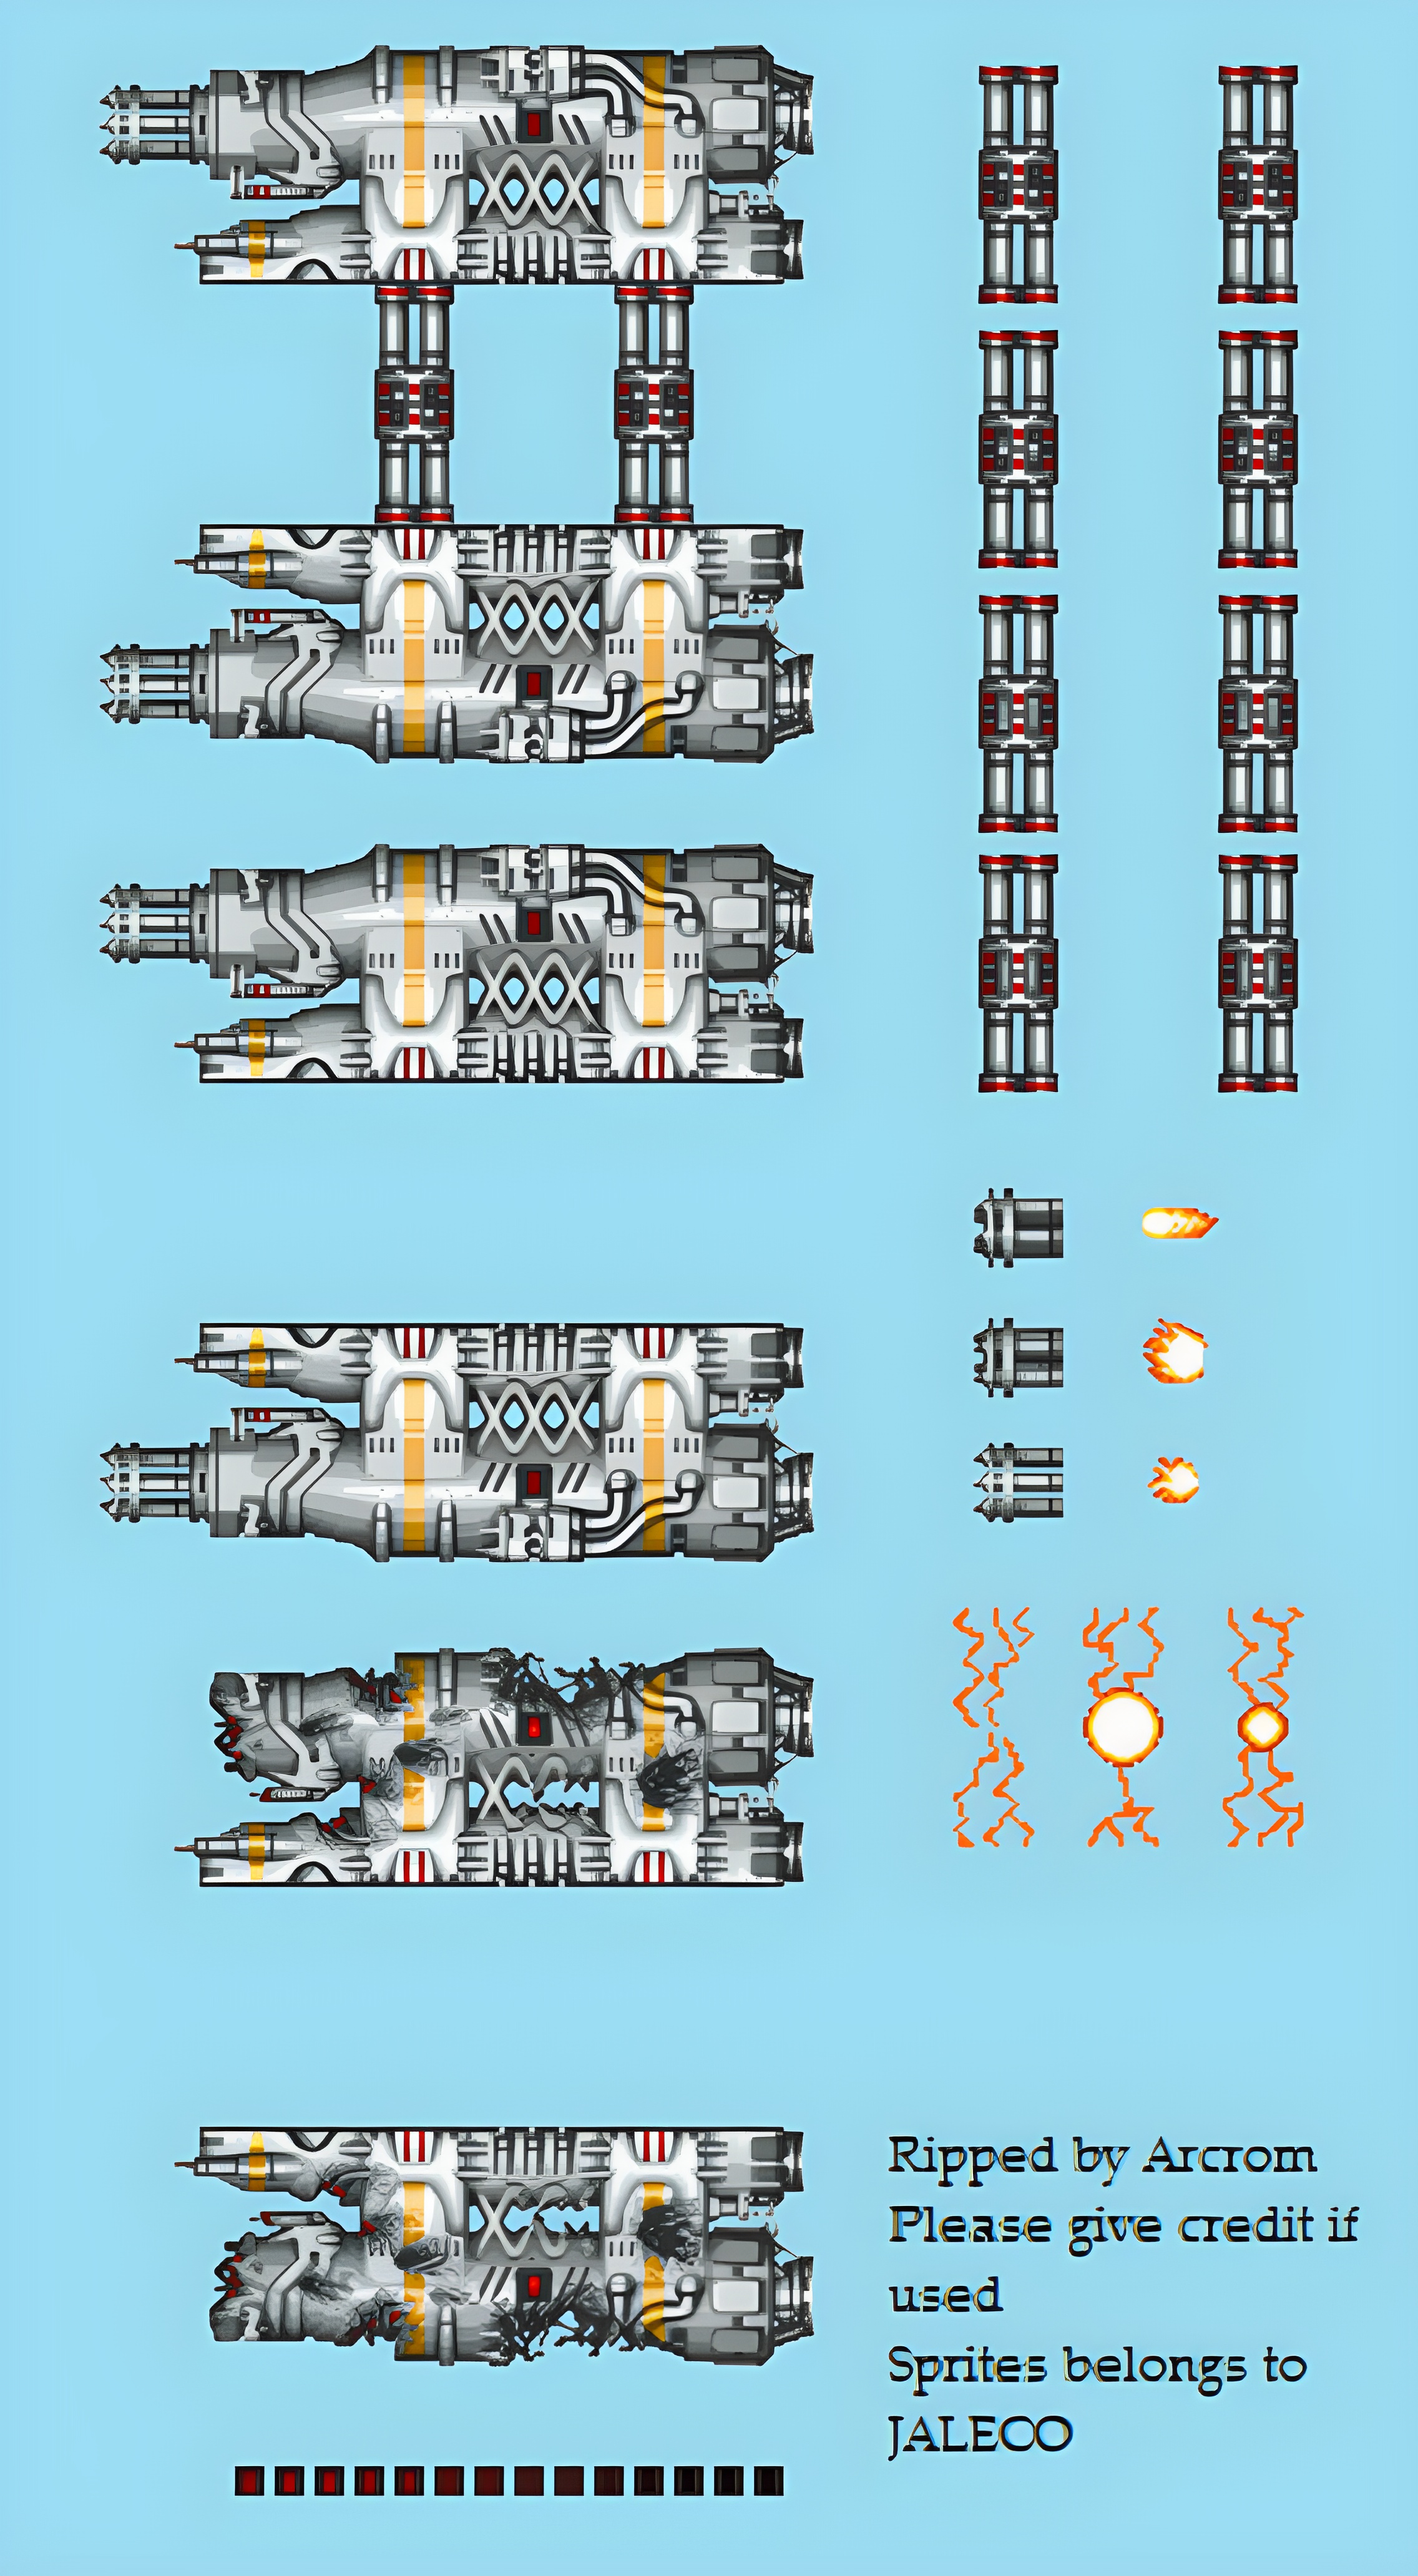 Ripped by Arcrom
Please give credit if
used
Sprites belongs to
JALECO